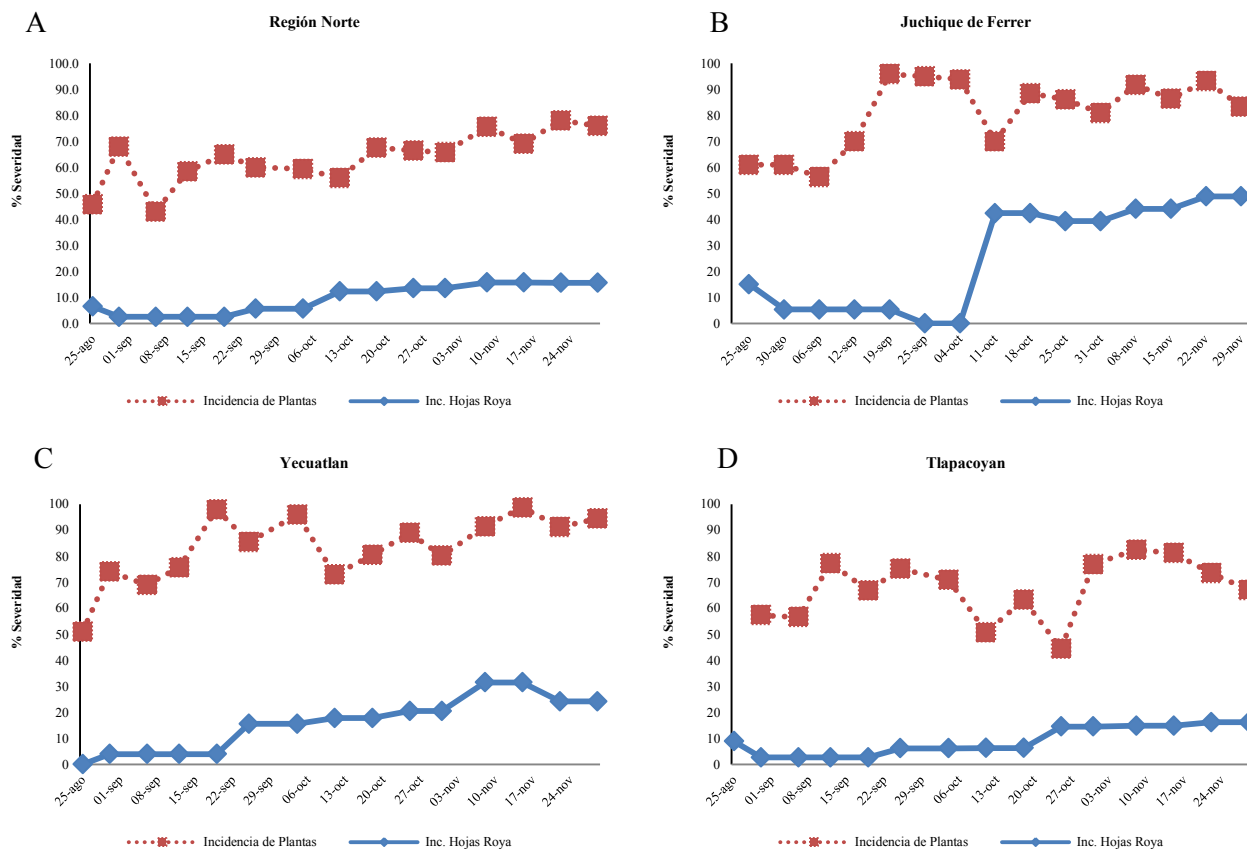 A
Región Norte
% Severidad
100.0
90.0
80.0
70.0
60.0
50.0
40.0
30.0
20.0
10.0
0.0
25-ago 01-sep 08-sep 15-sep 22-sep 29-sep 06-oct 13-oct 20-oct 27-oct 03-nov 10-nov 17-nov 24-nov
Incidencia de Plantas Inc. Hojas Roya
B
Juchique de Ferrer
% Severidad
100
90
80
70
60
50
40
30
20
10
0
25-ago 30-ago 06-sep 12-sep 19-sep 25-sep 04-oct 11-oct 18-oct 25-oct 31-oct 08-nov 15-nov 22-nov 29-nov
Incidencia de Plantas Inc. Hojas Roya
C
Yecuatlan
% Severidad
100
90
80
70
60
50
40
30
20
10
0
25-ago 01-sep 08-sep 15-sep 22-sep 29-sep 06-oct 13-oct 20-oct 27-oct 03-nov 10-nov 17-nov 24-nov
Incidencia de Plantas Inc. Hojas Roya
D
Tlapacoyan
% Severidad
100
90
80
70
60
50
40
30
20
10
0
25-ago 01-sep 08-sep 15-sep 22-sep 29-sep 06-oct 13-oct 20-oct 27-oct 03-nov 10-nov 17-nov 24-nov
Incidencia de Plantas Inc. Hojas Roya